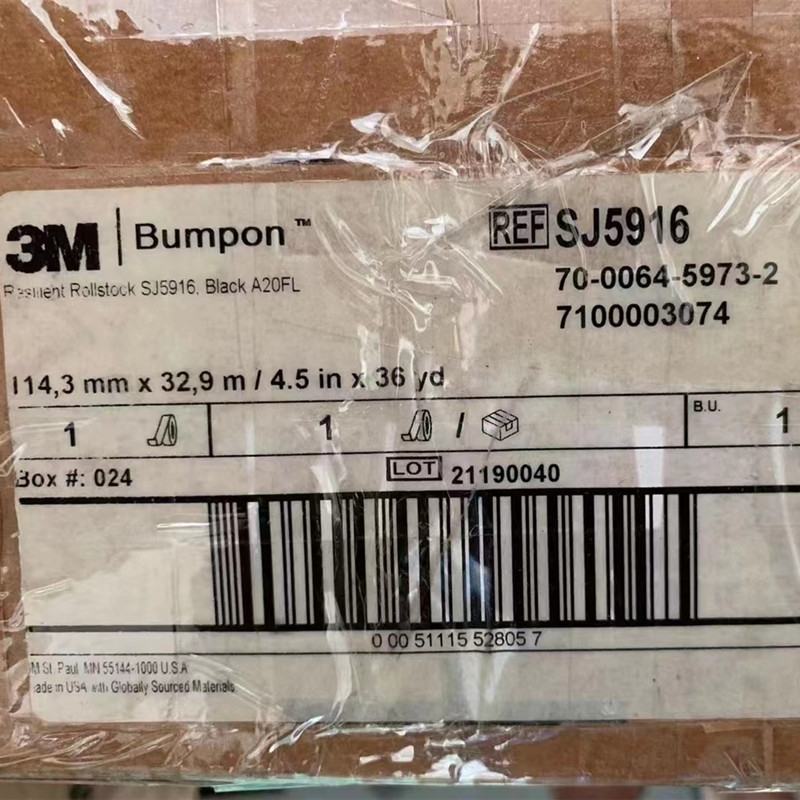 3M Bumpon™
Resilient Rollstock SJ5916, Black A20FL
REF SJ5916
70-0064-5973-2
7100003074
114,3 mm x 32,9 m / 4.5 in x 36 yd
1 1 / B.U. 1
Box #: 024 LOT 21190040
0 00 51115 52805 7
3M St. Paul, MN 55144-1000 U.S.A
Made in USA with Globally Sourced Materials